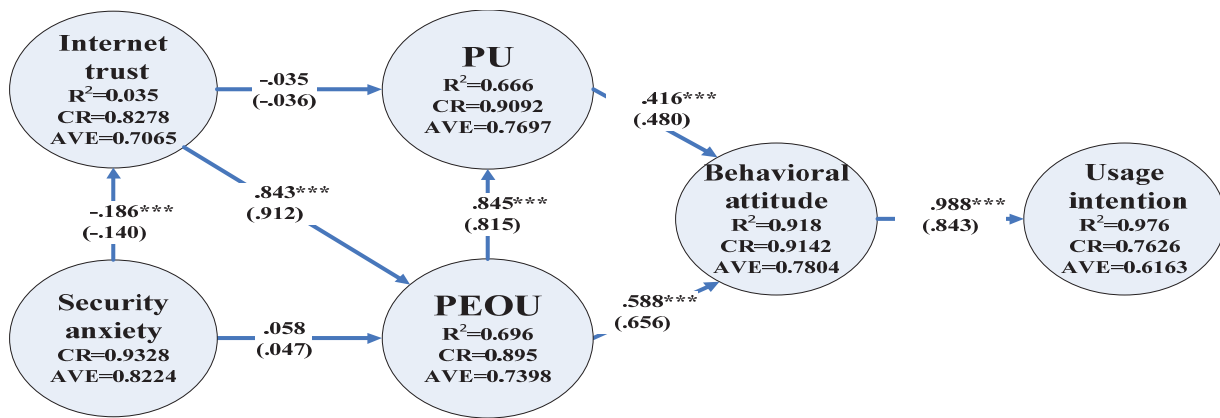 Internet
trust
R²=0.035
CR=0.8278
AVE=0.7065
-.035
(-.036)
PU
R²=0.666
CR=0.9092
AVE=0.7697
.416***
(.480)
-.186***
(-.140)
.843***
(.912)
.845***
(.815)
Behavioral
attitude
R²=0.918
CR=0.9142
AVE=0.7804
.988***
(.843)
Usage
intention
R²=0.976
CR=0.7626
AVE=0.6163
Security
anxiety
CR=0.9328
AVE=0.8224
.058
(.047)
PEOU
R²=0.696
CR=0.895
AVE=0.7398
.588***
(.656)